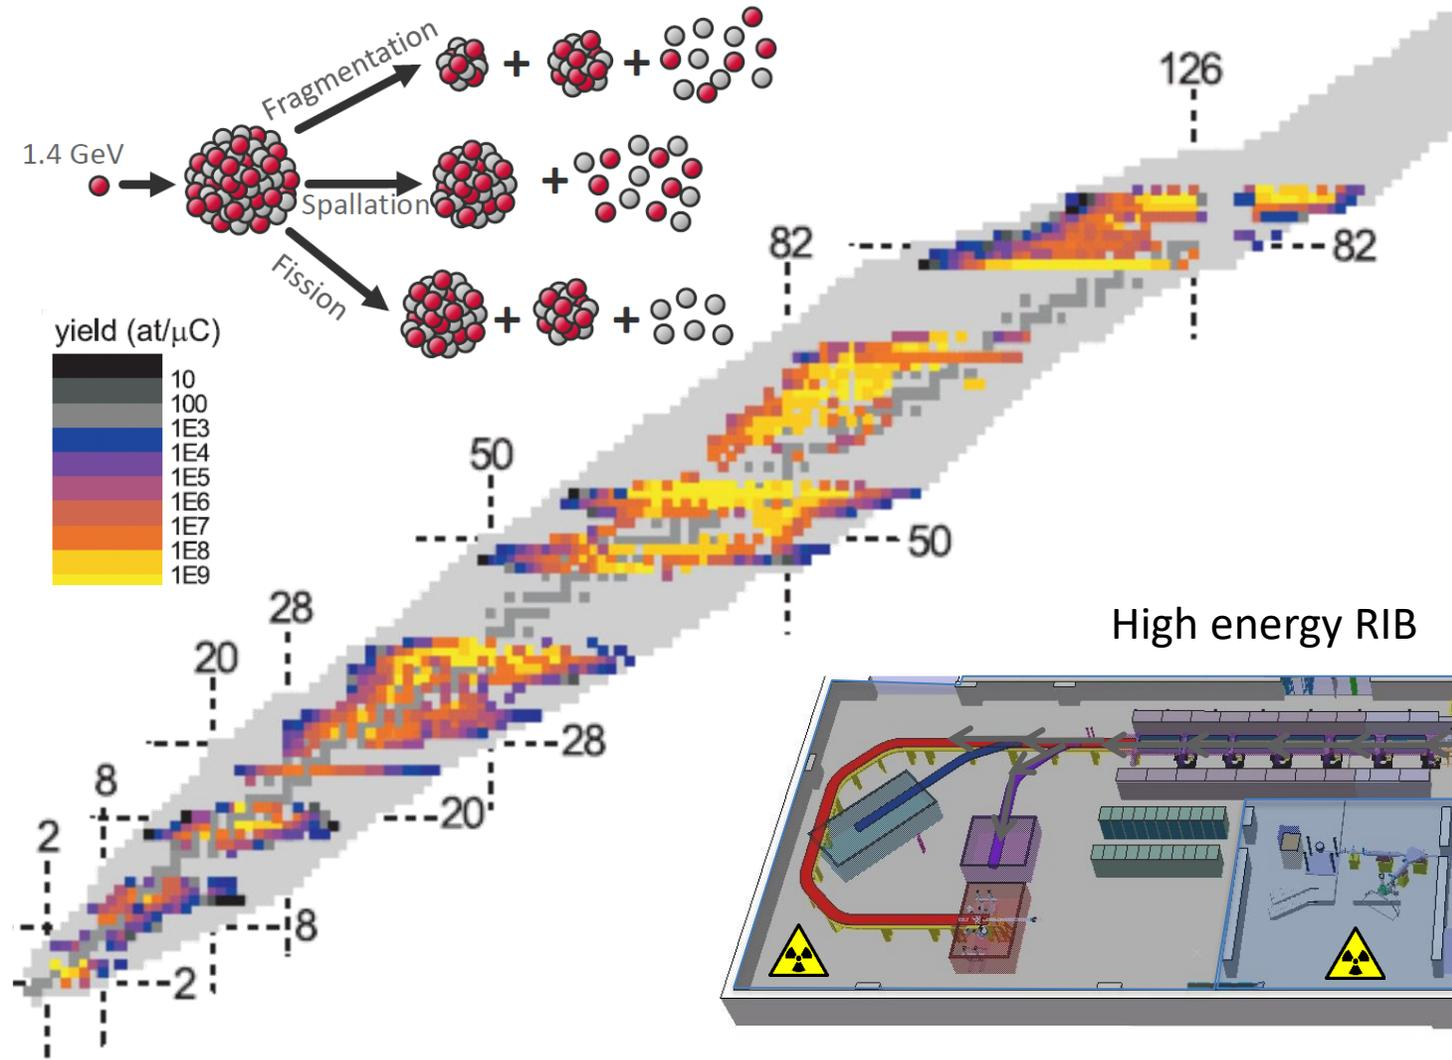 Fragmentation
1.4 GeV
Spallation
Fission
+ +
+
+ +
yield (at/μC)
10
100
1E3
1E4
1E5
1E6
1E7
1E8
1E9
126
82
82
50
50
28
20
28
8
20
2
8
2
High energy RIB